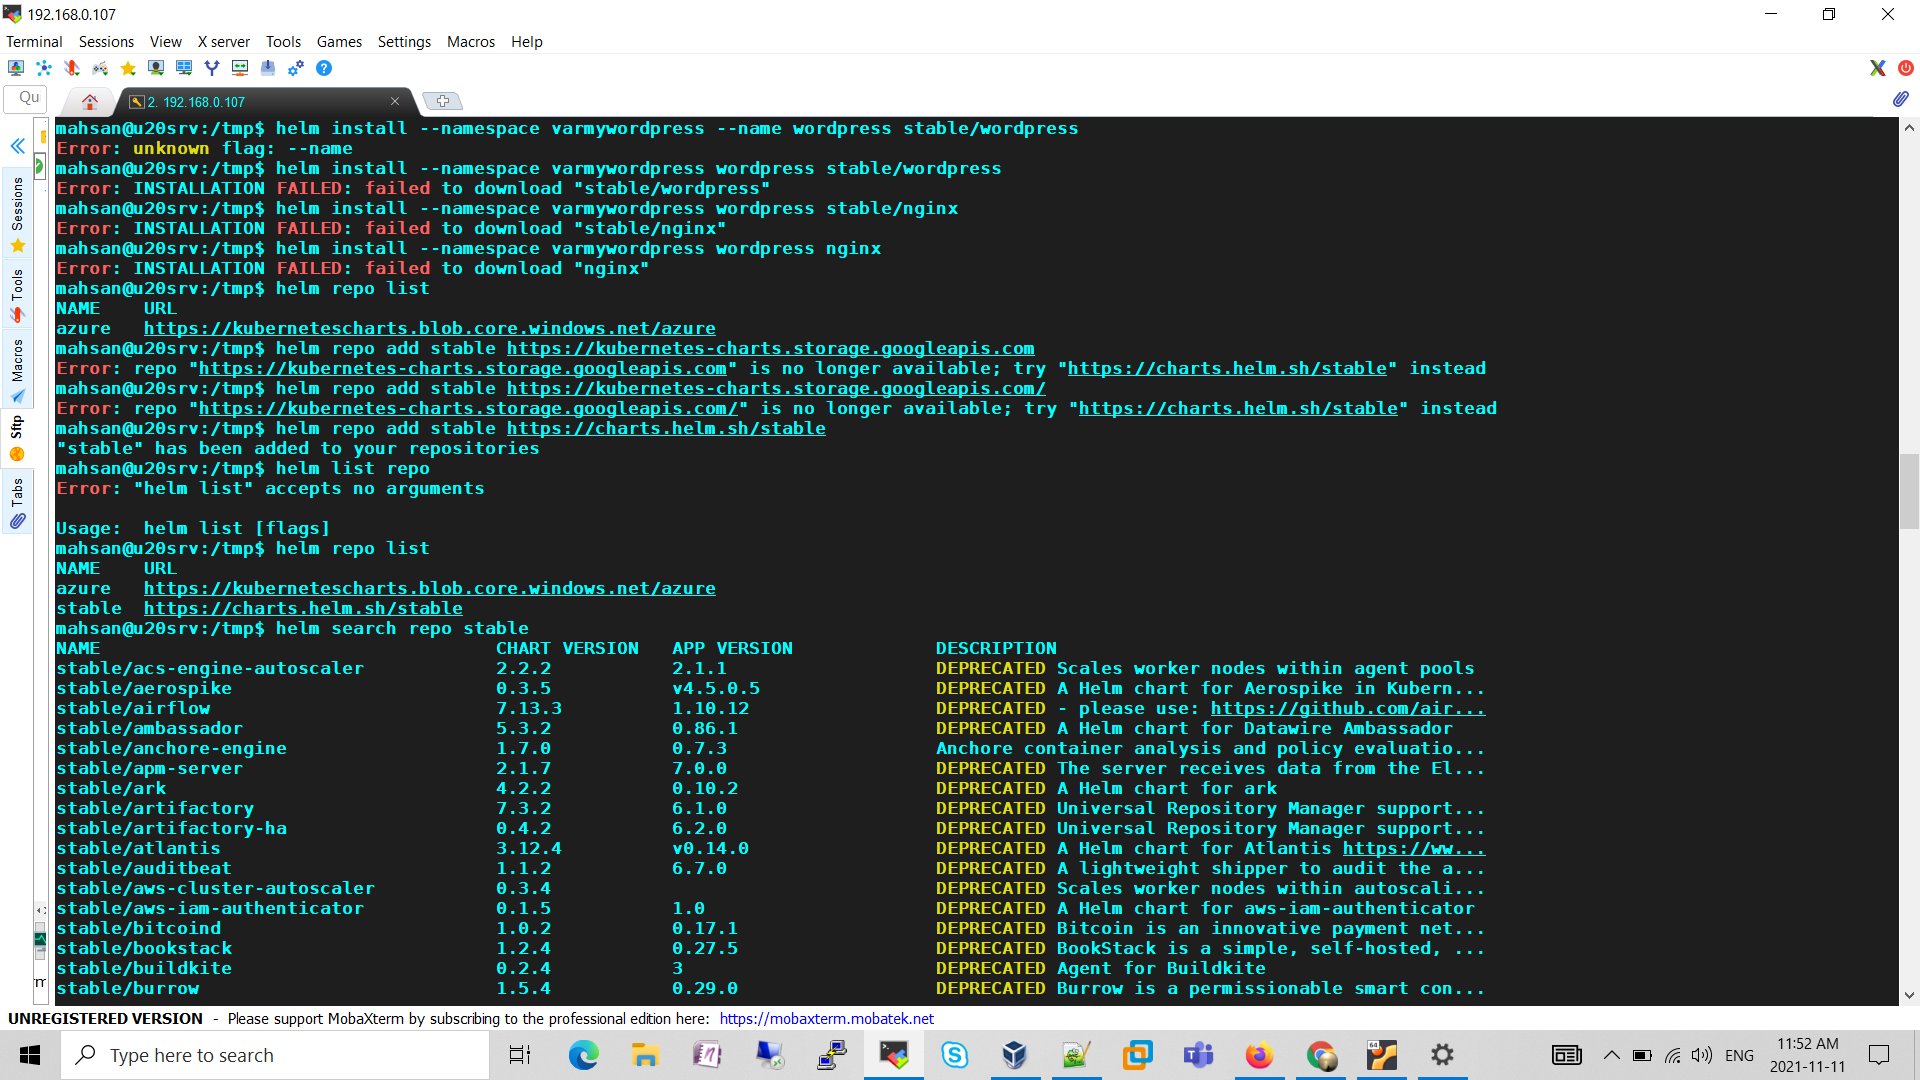 192.168.0.107
Terminal Sessions View X server Tools Games Settings Macros Help
Qu
2. 192.168.0.107
Sessions
Tools
Macros
Sftp
Tabs
mahsan@u20srv:/tmp$ helm install --namespace varmywordpress --name wordpress stable/wordpress
Error: unknown flag: --name
mahsan@u20srv:/tmp$ helm install --namespace varmywordpress wordpress stable/wordpress
Error: INSTALLATION FAILED: failed to download "stable/wordpress"
mahsan@u20srv:/tmp$ helm install --namespace varmywordpress wordpress stable/nginx
Error: INSTALLATION FAILED: failed to download "stable/nginx"
mahsan@u20srv:/tmp$ helm install --namespace varmywordpress wordpress nginx
Error: INSTALLATION FAILED: failed to download "nginx"
mahsan@u20srv:/tmp$ helm repo list
NAME URL
azure https://kubernetescharts.blob.core.windows.net/azure
mahsan@u20srv:/tmp$ helm repo add stable https://kubernetes-charts.storage.googleapis.com
Error: repo "https://kubernetes-charts.storage.googleapis.com" is no longer available; try "https://charts.helm.sh/stable" instead
mahsan@u20srv:/tmp$ helm repo add stable https://kubernetes-charts.storage.googleapis.com/
Error: repo "https://kubernetes-charts.storage.googleapis.com/" is no longer available; try "https://charts.helm.sh/stable" instead
mahsan@u20srv:/tmp$ helm repo add stable https://charts.helm.sh/stable
"stable" has been added to your repositories
mahsan@u20srv:/tmp$ helm list repo
Error: "helm list" accepts no arguments
Usage: helm list [flags]
mahsan@u20srv:/tmp$ helm repo list
NAME URL
azure https://kubernetescharts.blob.core.windows.net/azure
stable https://charts.helm.sh/stable
mahsan@u20srv:/tmp$ helm search repo stable
NAME CHART VERSION APP VERSION DESCRIPTION
stable/acs-engine-autoscaler 2.2.2 2.1.1 DEPRECATED Scales worker nodes within agent pools
stable/aerospike 0.3.5 v4.5.0.5 DEPRECATED A Helm chart for Aerospike in Kubern...
stable/airflow 7.13.3 1.10.12 DEPRECATED - please use: https://github.com/air...
stable/ambassador 5.3.2 0.86.1 DEPRECATED A Helm chart for Datawire Ambassador
stable/anchore-engine 1.7.0 0.7.3 Anchore container analysis and policy evaluatio...
stable/apm-server 2.1.7 7.0.0 DEPRECATED The server receives data from the El...
stable/ark 4.2.2 0.10.2 DEPRECATED A Helm chart for ark
stable/artifactory 7.3.2 6.1.0 DEPRECATED Universal Repository Manager support...
stable/artifactory-ha 0.4.2 6.2.0 DEPRECATED Universal Repository Manager support...
stable/atlantis 3.12.4 v0.14.0 DEPRECATED A Helm chart for Atlantis https://ww...
stable/auditbeat 1.1.2 6.7.0 DEPRECATED A lightweight shipper to audit the a...
stable/aws-cluster-autoscaler 0.3.4 DEPRECATED Scales worker nodes within autoscali...
stable/aws-iam-authenticator 0.1.5 1.0 DEPRECATED A Helm chart for aws-iam-authenticator
stable/bitcoind 1.0.2 0.17.1 DEPRECATED Bitcoin is an innovative payment net...
stable/bookstack 1.2.4 0.27.5 DEPRECATED BookStack is a simple, self-hosted, ...
stable/buildkite 0.2.4 3 DEPRECATED Agent for Buildkite
stable/burrow 1.5.4 0.29.0 DEPRECATED Burrow is a permissionable smart con...
UNREGISTERED VERSION - Please support MobaXterm by subscribing to the professional edition here: https://mobaxterm.mobatek.net
Type here to search
ENG
11:52 AM
2021-11-11